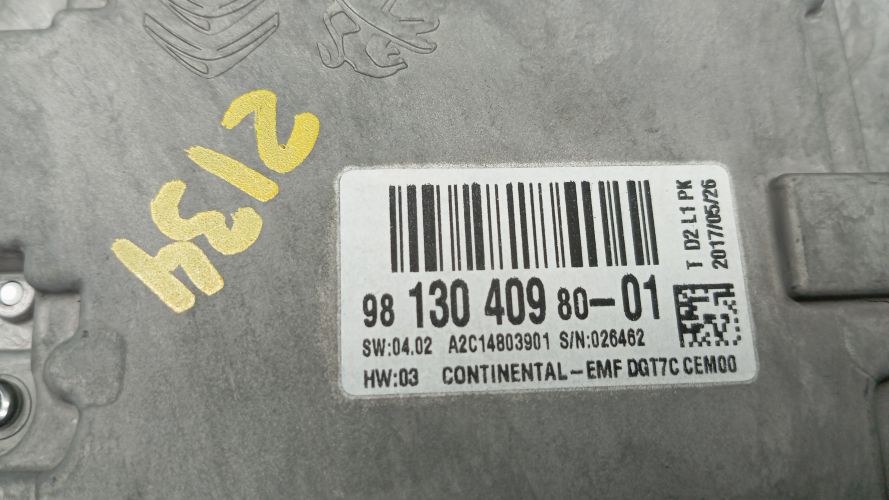 2134
98 130 409 80-01
SW:04.02 A2C14803901 S/N:026462
HW:03 CONTINENTAL-EMF DGT7C CEM00
T D2 L1 PK
2017/05/26